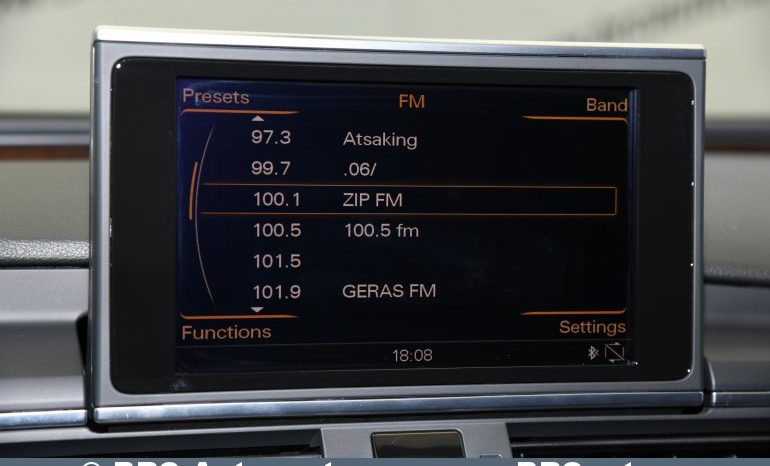 Presets FM Band
97.3 Atsaking
99.7 .06/
100.1 ZIP FM
100.5 100.5 fm
101.5
101.9 GERAS FM
Functions Settings
18:08